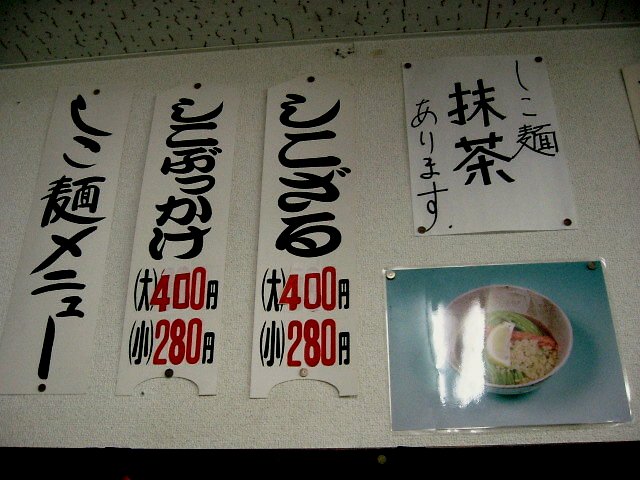 しこ麺
抹茶
あります.
しこざる
(大)400円
(小)280円
しこぶっかけ
(大)400円
(小)280円
しこ麺メニュー